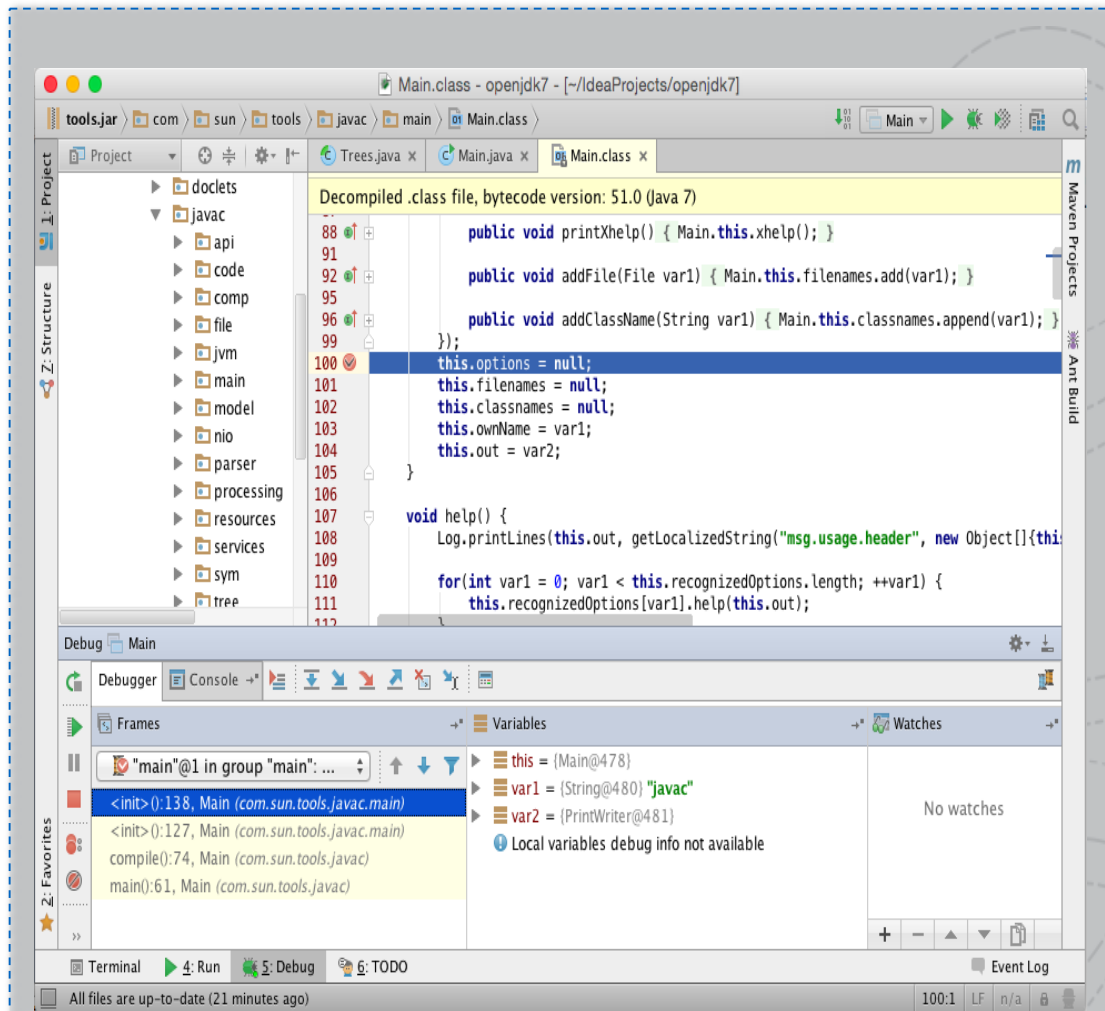 Main.class - openjdk7 - [~/IdeaProjects/openjdk7]
tools.jar com sun tools javac main Main.class
Main
1: Project
Z: Structure
2: Favorites
Project
Trees.java × Main.java × Main.class ×
Decompiled .class file, bytecode version: 51.0 (Java 7)
doclets
javac
api
code
comp
file
jvm
main
model
nio
parser
processing
resources
services
sym
tree
88 public void printXhelp() { Main.this.xhelp(); }
91
92 public void addFile(File var1) { Main.this.filenames.add(var1); }
95
96 public void addClassName(String var1) { Main.this.classnames.append(var1); }
99 });
100 this.options = null;
101 this.filenames = null;
102 this.classnames = null;
103 this.ownName = var1;
104 this.out = var2;
105 }
106
107 void help() {
108 Log.printLines(this.out, getLocalizedString("msg.usage.header", new Object[]{thi
109
110 for(int var1 = 0; var1 < this.recognizedOptions.length; ++var1) {
111 this.recognizedOptions[var1].help(this.out);
112 }
Maven Projects
Ant Build
Debug Main
Debugger Console
Frames
"main"@1 in group "main": ...
<init>():138, Main (com.sun.tools.javac.main)
<init>():127, Main (com.sun.tools.javac.main)
compile():74, Main (com.sun.tools.javac)
main():61, Main (com.sun.tools.javac)
Variables
this = {Main@478}
var1 = {String@480} "javac"
var2 = {PrintWriter@481}
Local variables debug info not available
Watches
No watches
Terminal 4: Run 5: Debug 6: TODO
Event Log
All files are up-to-date (21 minutes ago)
100:1 LF n/a